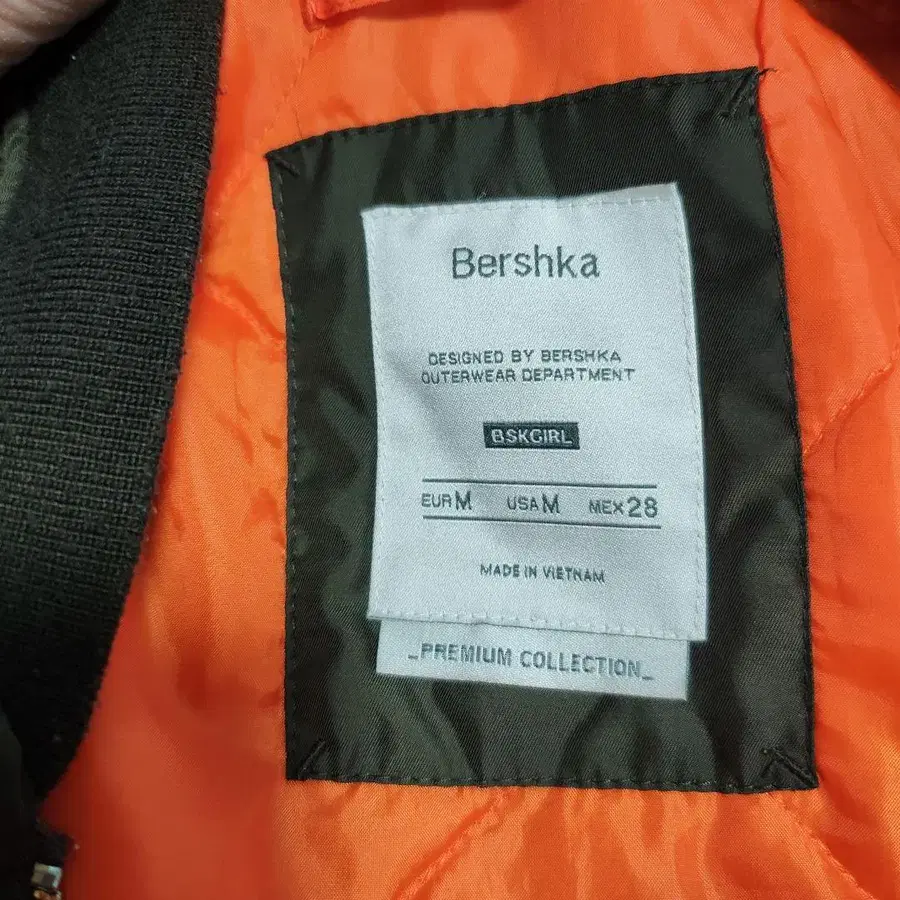 Bershka
DESIGNED BY BERSHKA
OUTERWEAR DEPARTMENT
BSKGIRL
EUR M USA M MEX 28
MADE IN VIETNAM
_PREMIUM COLLECTION_